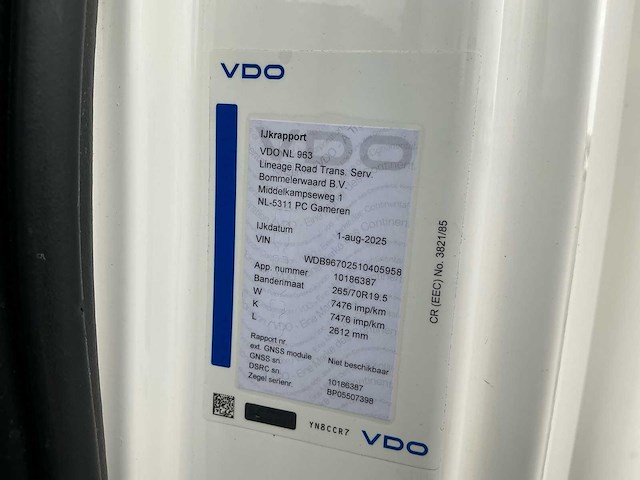 VDO
VDO
IJkrapport
VDO NL 963
Lineage Road Trans. Serv.
Bommelerwaard B.V.
Middelkampseweg 1
NL-5311 PC Gameren
IJkdatum 1-aug-2025
VIN WDB96702510405958
App. nummer 10186387
Bandenmaat 265/70R19.5
W 7476 imp/km
K 7476 imp/km
L 2612 mm
Rapport nr.
ext. GNSS module Niet beschikbaar
GNSS sn.
DSRC sn. 10186387
Zegel serienr. BP05507398
CR (EEC) No. 3821/85
YN8CCR7
VDO